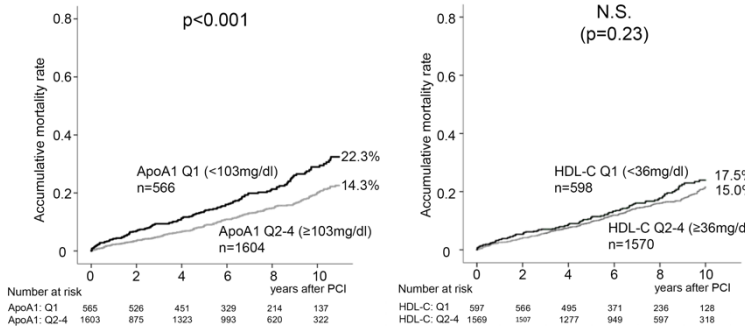 p<0.001
Accumulative mortality rate
0.8
0.6
0.4
0.2
0
22.3%
14.3%
ApoA1 Q1 (<103mg/dl)
n=566
ApoA1 Q2-4 (≥103mg/dl)
n=1604
0 2 4 6 8 10
years after PCI
Number at risk
ApoA1: Q1 565 526 451 329 214 137
ApoA1: Q2-4 1603 875 1323 993 620 322
N.S.
(p=0.23)
Accumulative mortality rate
0.8
0.6
0.4
0.2
0
17.5%
15.0%
HDL-C Q1 (<36mg/dl)
n=598
HDL-C Q2-4 (≥36mg/d
n=1570
0 2 4 6 8 10
years after PCI
Number at risk
HDL-C: Q1 597 566 495 371 236 128
HDL-C: Q2-4 1569 1507 1277 949 597 318